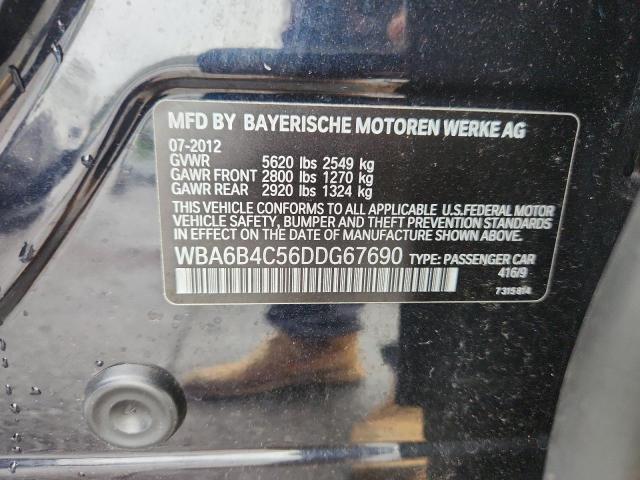 MFD BY BAYERISCHE MOTOREN WERKE AG
07-2012
GVWR 5620 lbs 2549 kg
GAWR FRONT 2800 lbs 1270 kg
GAWR REAR 2920 lbs 1324 kg
THIS VEHICLE CONFORMS TO ALL APPLICABLE U.S.FEDERAL MOTOR
VEHICLE SAFETY, BUMPER AND THEFT PREVENTION STANDARDS
IN EFFECT ON THE DATE OF MANUFACTURE SHOWN ABOVE.
WBA6B4C56DDG67690 TYPE: PASSENGER CAR
416/9
7315814